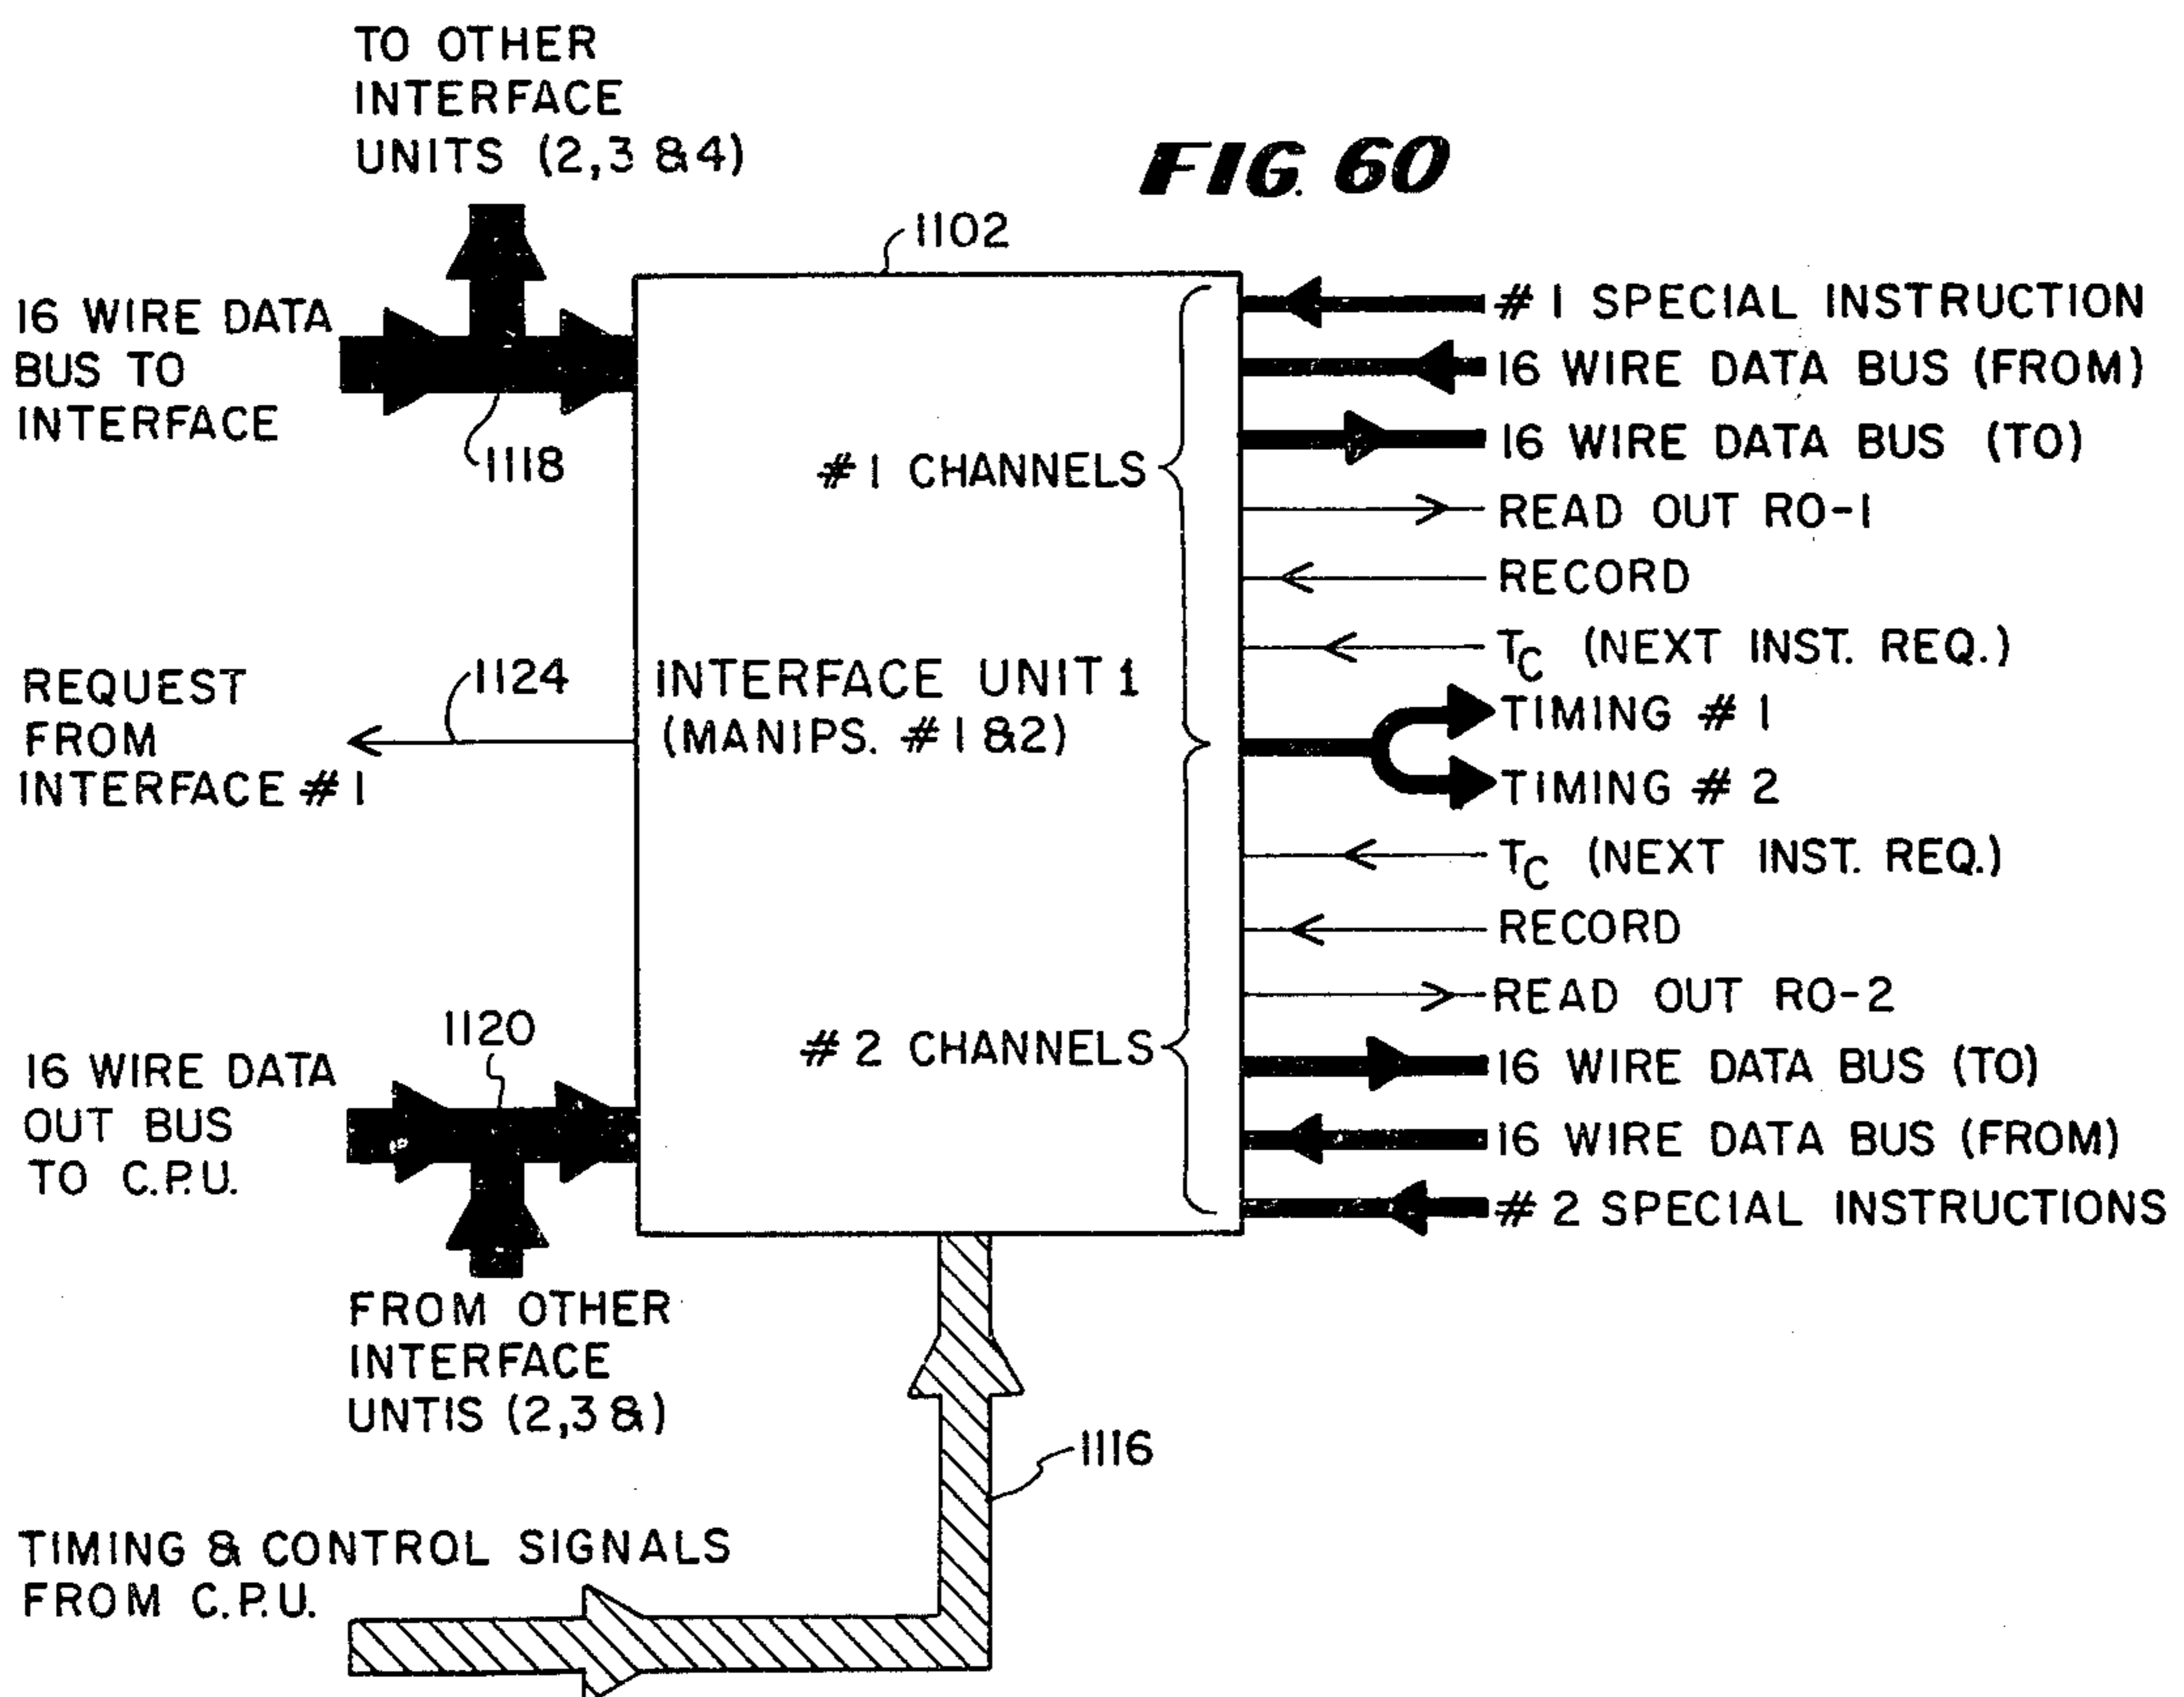 TO OTHER
INTERFACE
UNITS (2,3 &4)
FIG. 60
1102
16 WIRE DATA
BUS TO
INTERFACE
1118
#1 SPECIAL INSTRUCTION
16 WIRE DATA BUS (FROM)
16 WIRE DATA BUS (TO)
#1 CHANNELS
READ OUT RO-1
RECORD
TC (NEXT INST. REQ.)
REQUEST
FROM
INTERFACE #1
1124
INTERFACE UNIT 1
(MANIPS. #1 &2)
TIMING #1
TIMING #2
TC (NEXT INST. REQ.)
RECORD
READ OUT RO-2
#2 CHANNELS
16 WIRE DATA BUS (TO)
16 WIRE DATA BUS (FROM)
#2 SPECIAL INSTRUCTIONS
1120
16 WIRE DATA
OUT BUS
TO C.P.U.
FROM OTHER
INTERFACE
UNTIS (2,3 &)
1116
TIMING & CONTROL SIGNALS
FROM C.P.U.